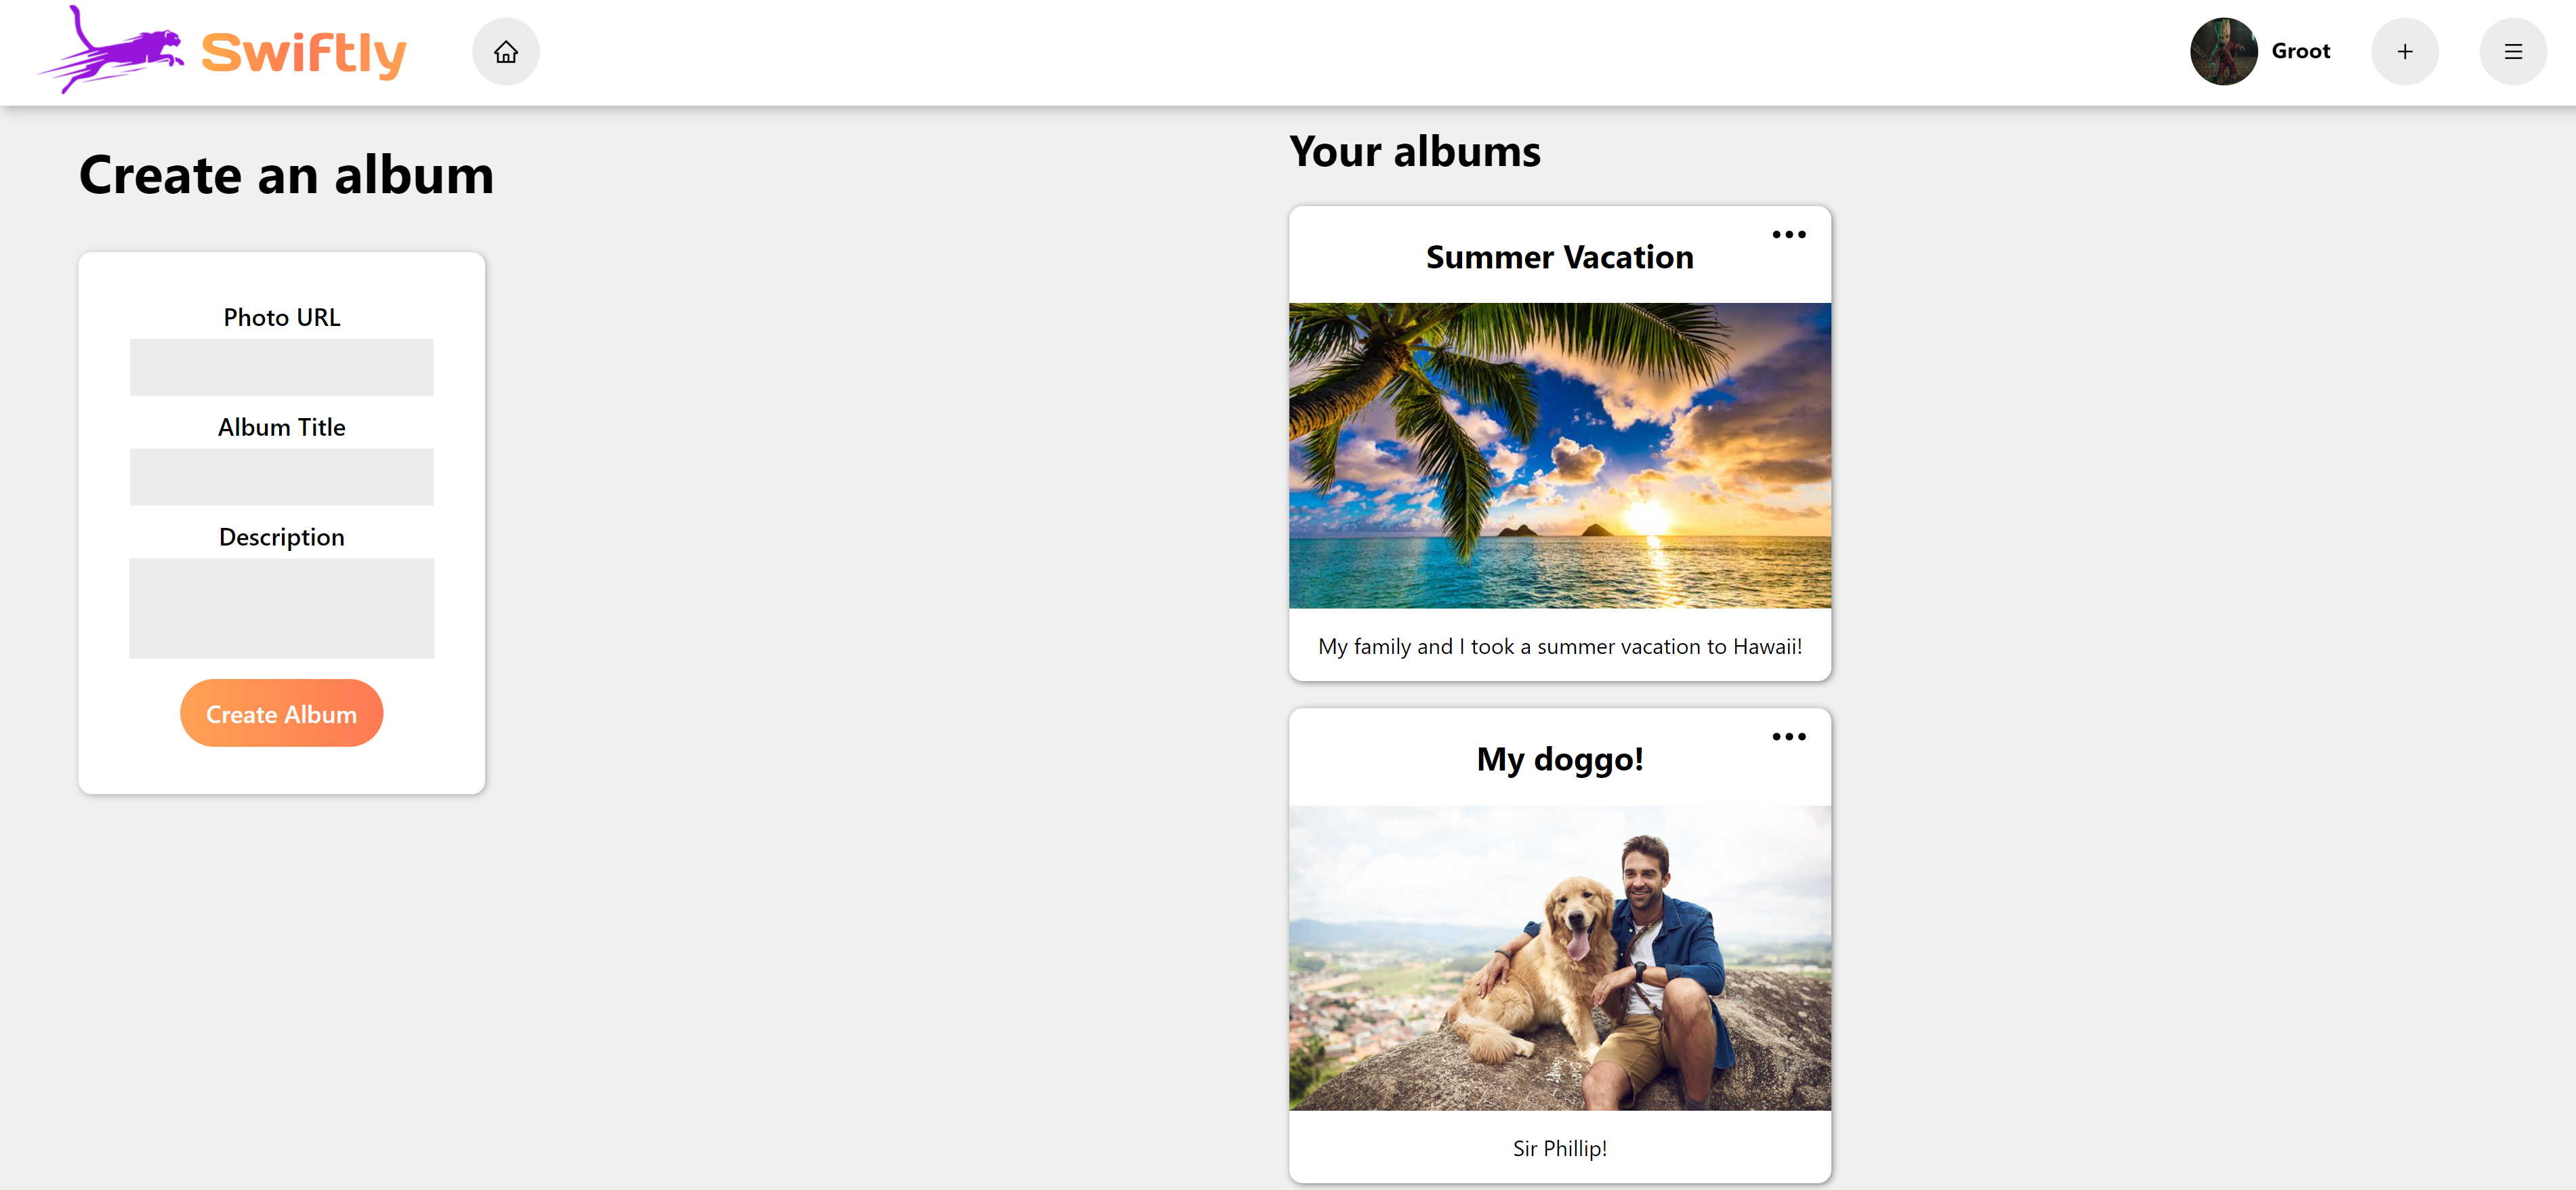 Swiftly
Groot
Create an album
Photo URL
Album Title
Description
Create Album
Your albums
Summer Vacation
My family and I took a summer vacation to Hawaii!
My doggo!
Sir Phillip!